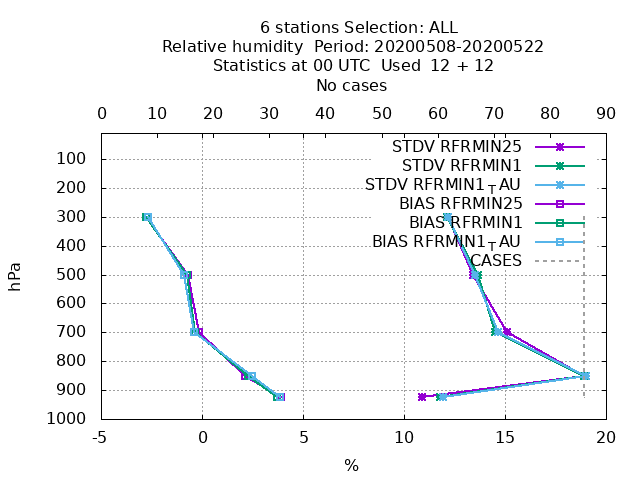 6 stations Selection: ALL
Relative humidity  Period: 20200508-20200522
Statistics at 00 UTC  Used  12 + 12
No cases
0 10 20 30 40 50 60 70 80 90
STDV RFRMIN25
100
STDV RFRMIN1
200
STDV RFRMIN1TAU
BIAS RFRMIN25
300
BIAS RFRMIN1
400
BIAS RFRMIN1TAU
CASES
500
600
700
800
900
1000
hPa
-5 0 5 10 15 20
%